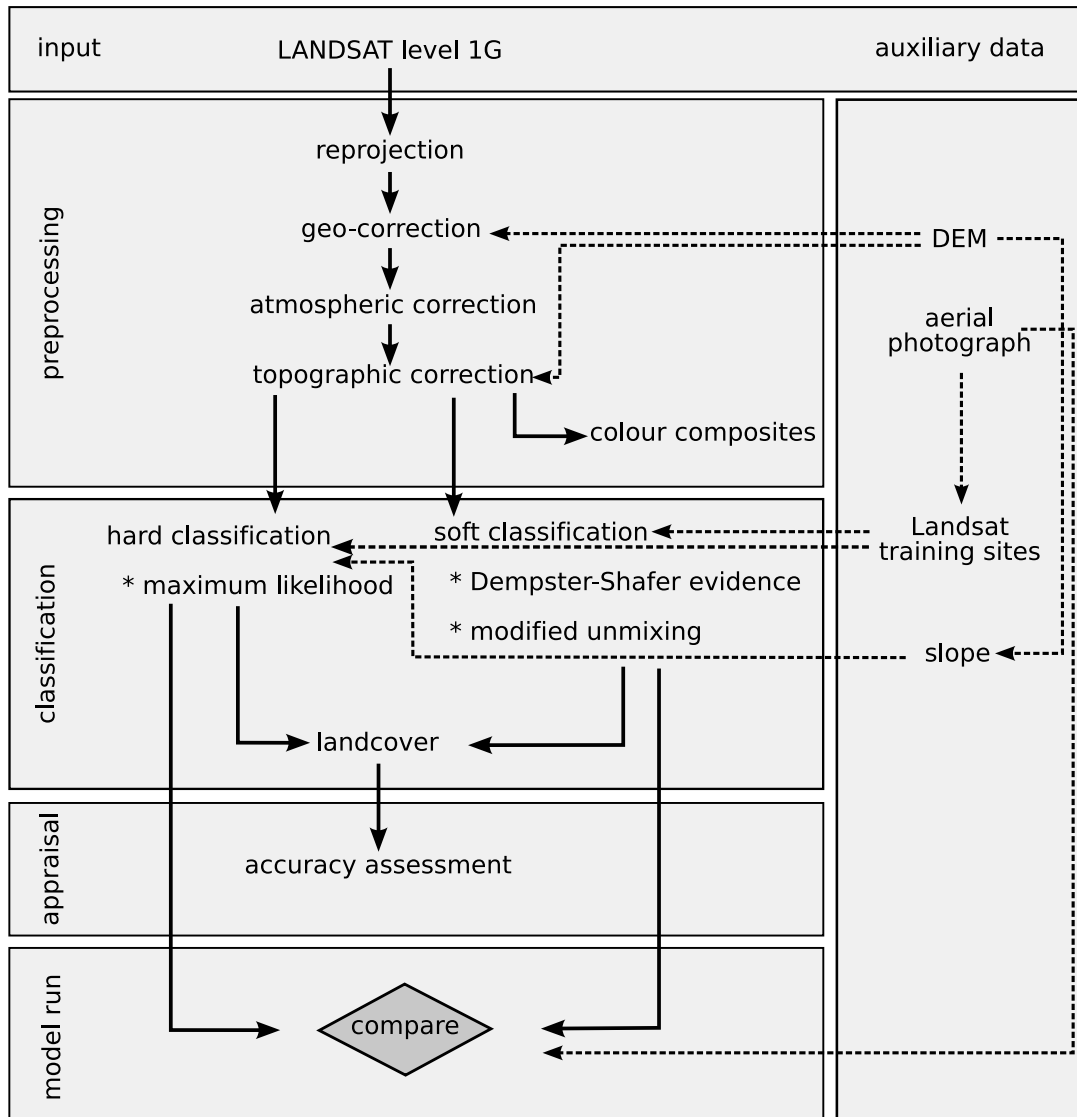 input
LANDSAT level 1G
auxiliary data
preprocessing
reprojection
geo-correction
DEM
atmospheric correction
aerial
photograph
topographic correction
colour composites
classification
hard classification
soft classification
Landsat
training sites
* maximum likelihood
* Dempster-Shafer evidence
* modified unmixing
slope
landcover
appraisal
accuracy assessment
model run
compare